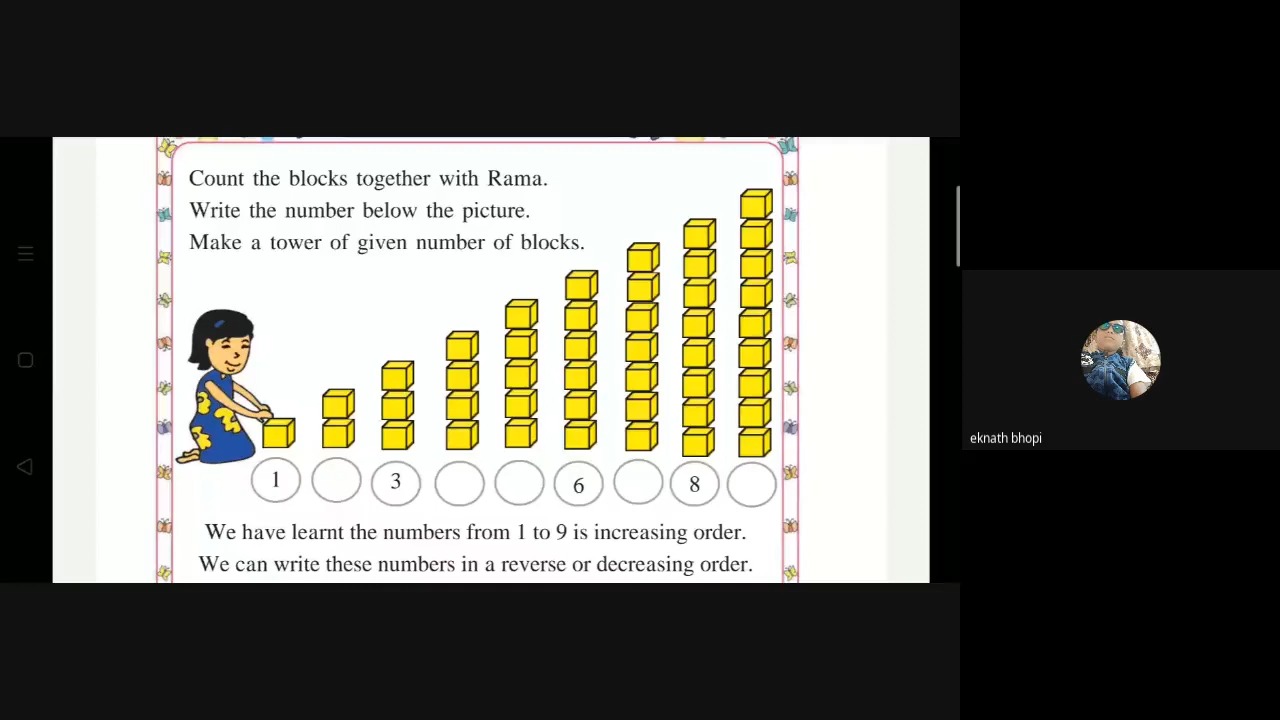 Count the blocks together with Rama.
Write the number below the picture.
Make a tower of given number of blocks.
1 3 6 8
We have learnt the numbers from 1 to 9 is increasing order.
We can write these numbers in a reverse or decreasing order.
eknath bhopi